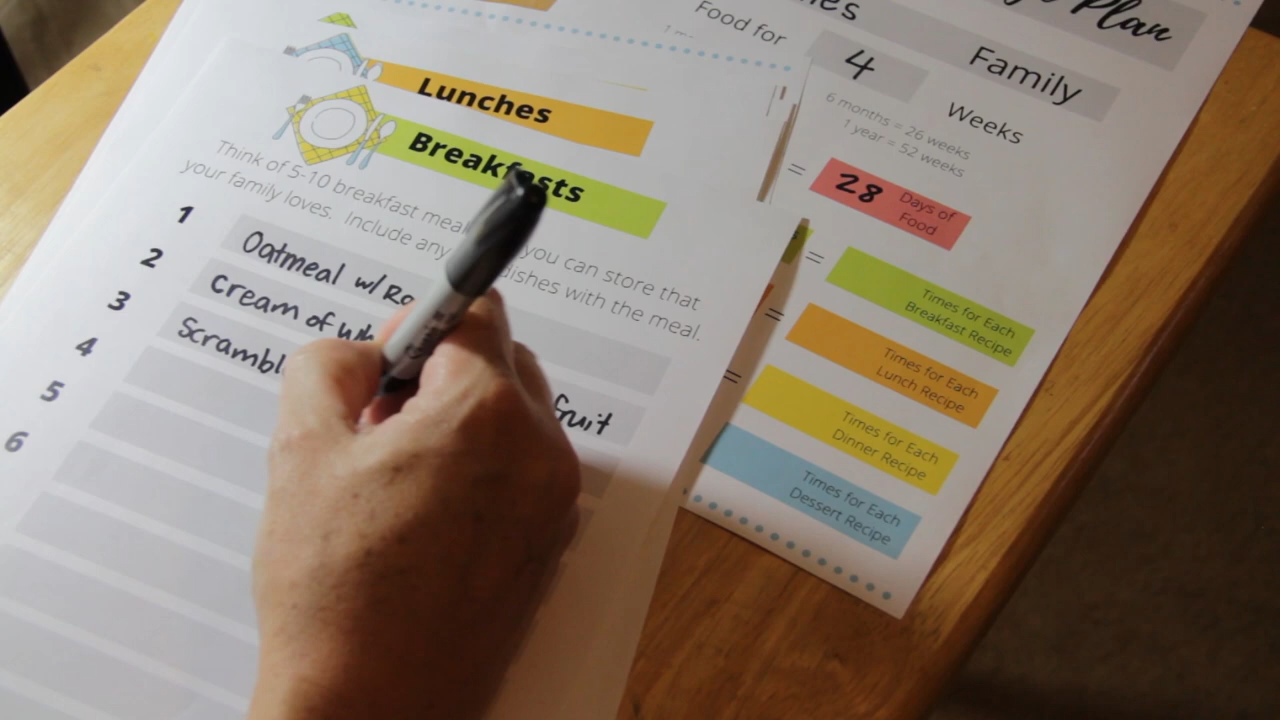 Lunches
Breakfasts
Think of 5-10 breakfast you can store that
your family loves. Include any dishes with the meal.
1 Oatmeal w/
2 Cream of
3 fruit
4
5
6
Plan
Food for
Family
4 Weeks
6 months = 26 weeks
1 year = 52 weeks
= 28 Days of
Food
= Times for Each
Breakfast Recipe
= Times for Each
Lunch Recipe
= Times for Each
Dinner Recipe
Times for Each
Dessert Recipe